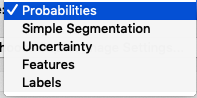 ✓ Probabilities
Simple Segmentation
Uncertainty
Features
Labels